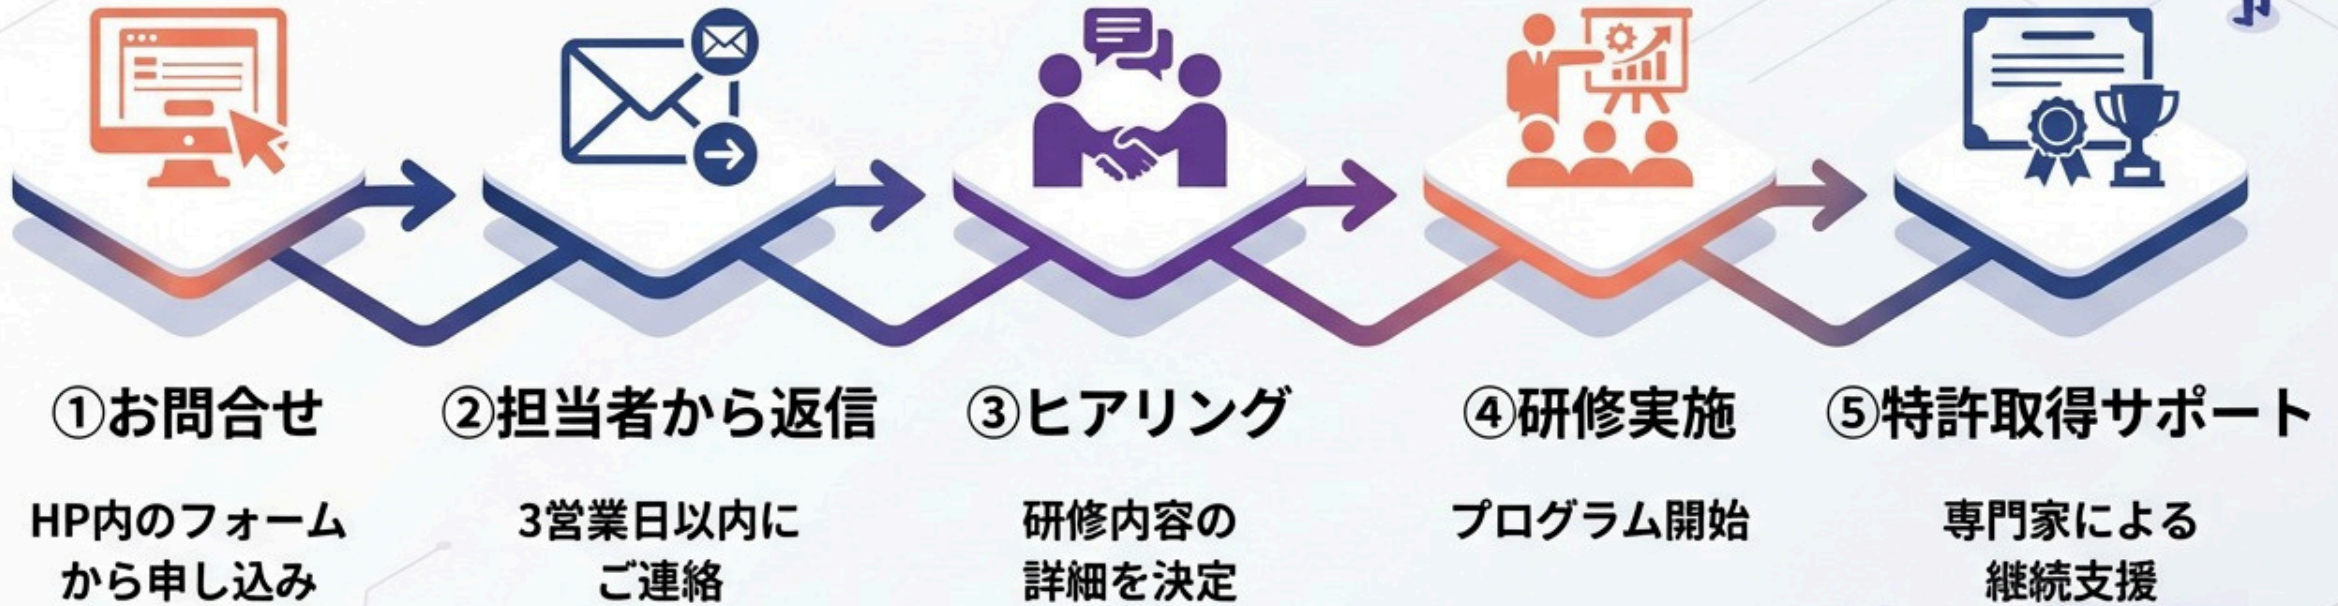 ①お問合せ
HP内のフォーム
から申し込み
②担当者から返信
3営業日以内に
ご連絡
③ヒアリング
研修内容の
詳細を決定
④研修実施
プログラム開始
⑤特許取得サポート
専門家による
継続支援